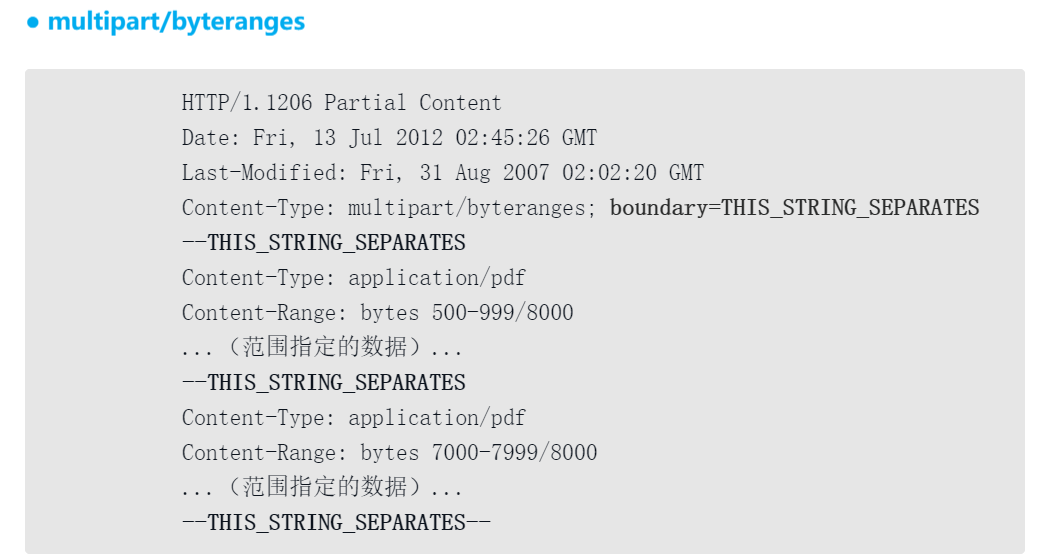 • multipart/byteranges
HTTP/1.1206 Partial Content
Date: Fri, 13 Jul 2012 02:45:26 GMT
Last-Modified: Fri, 31 Aug 2007 02:02:20 GMT
Content-Type: multipart/byteranges; boundary=THIS_STRING_SEPARATES
--THIS_STRING_SEPARATES
Content-Type: application/pdf
Content-Range: bytes 500-999/8000
...（范围指定的数据）...
--THIS_STRING_SEPARATES
Content-Type: application/pdf
Content-Range: bytes 7000-7999/8000
...（范围指定的数据）...
--THIS_STRING_SEPARATES--